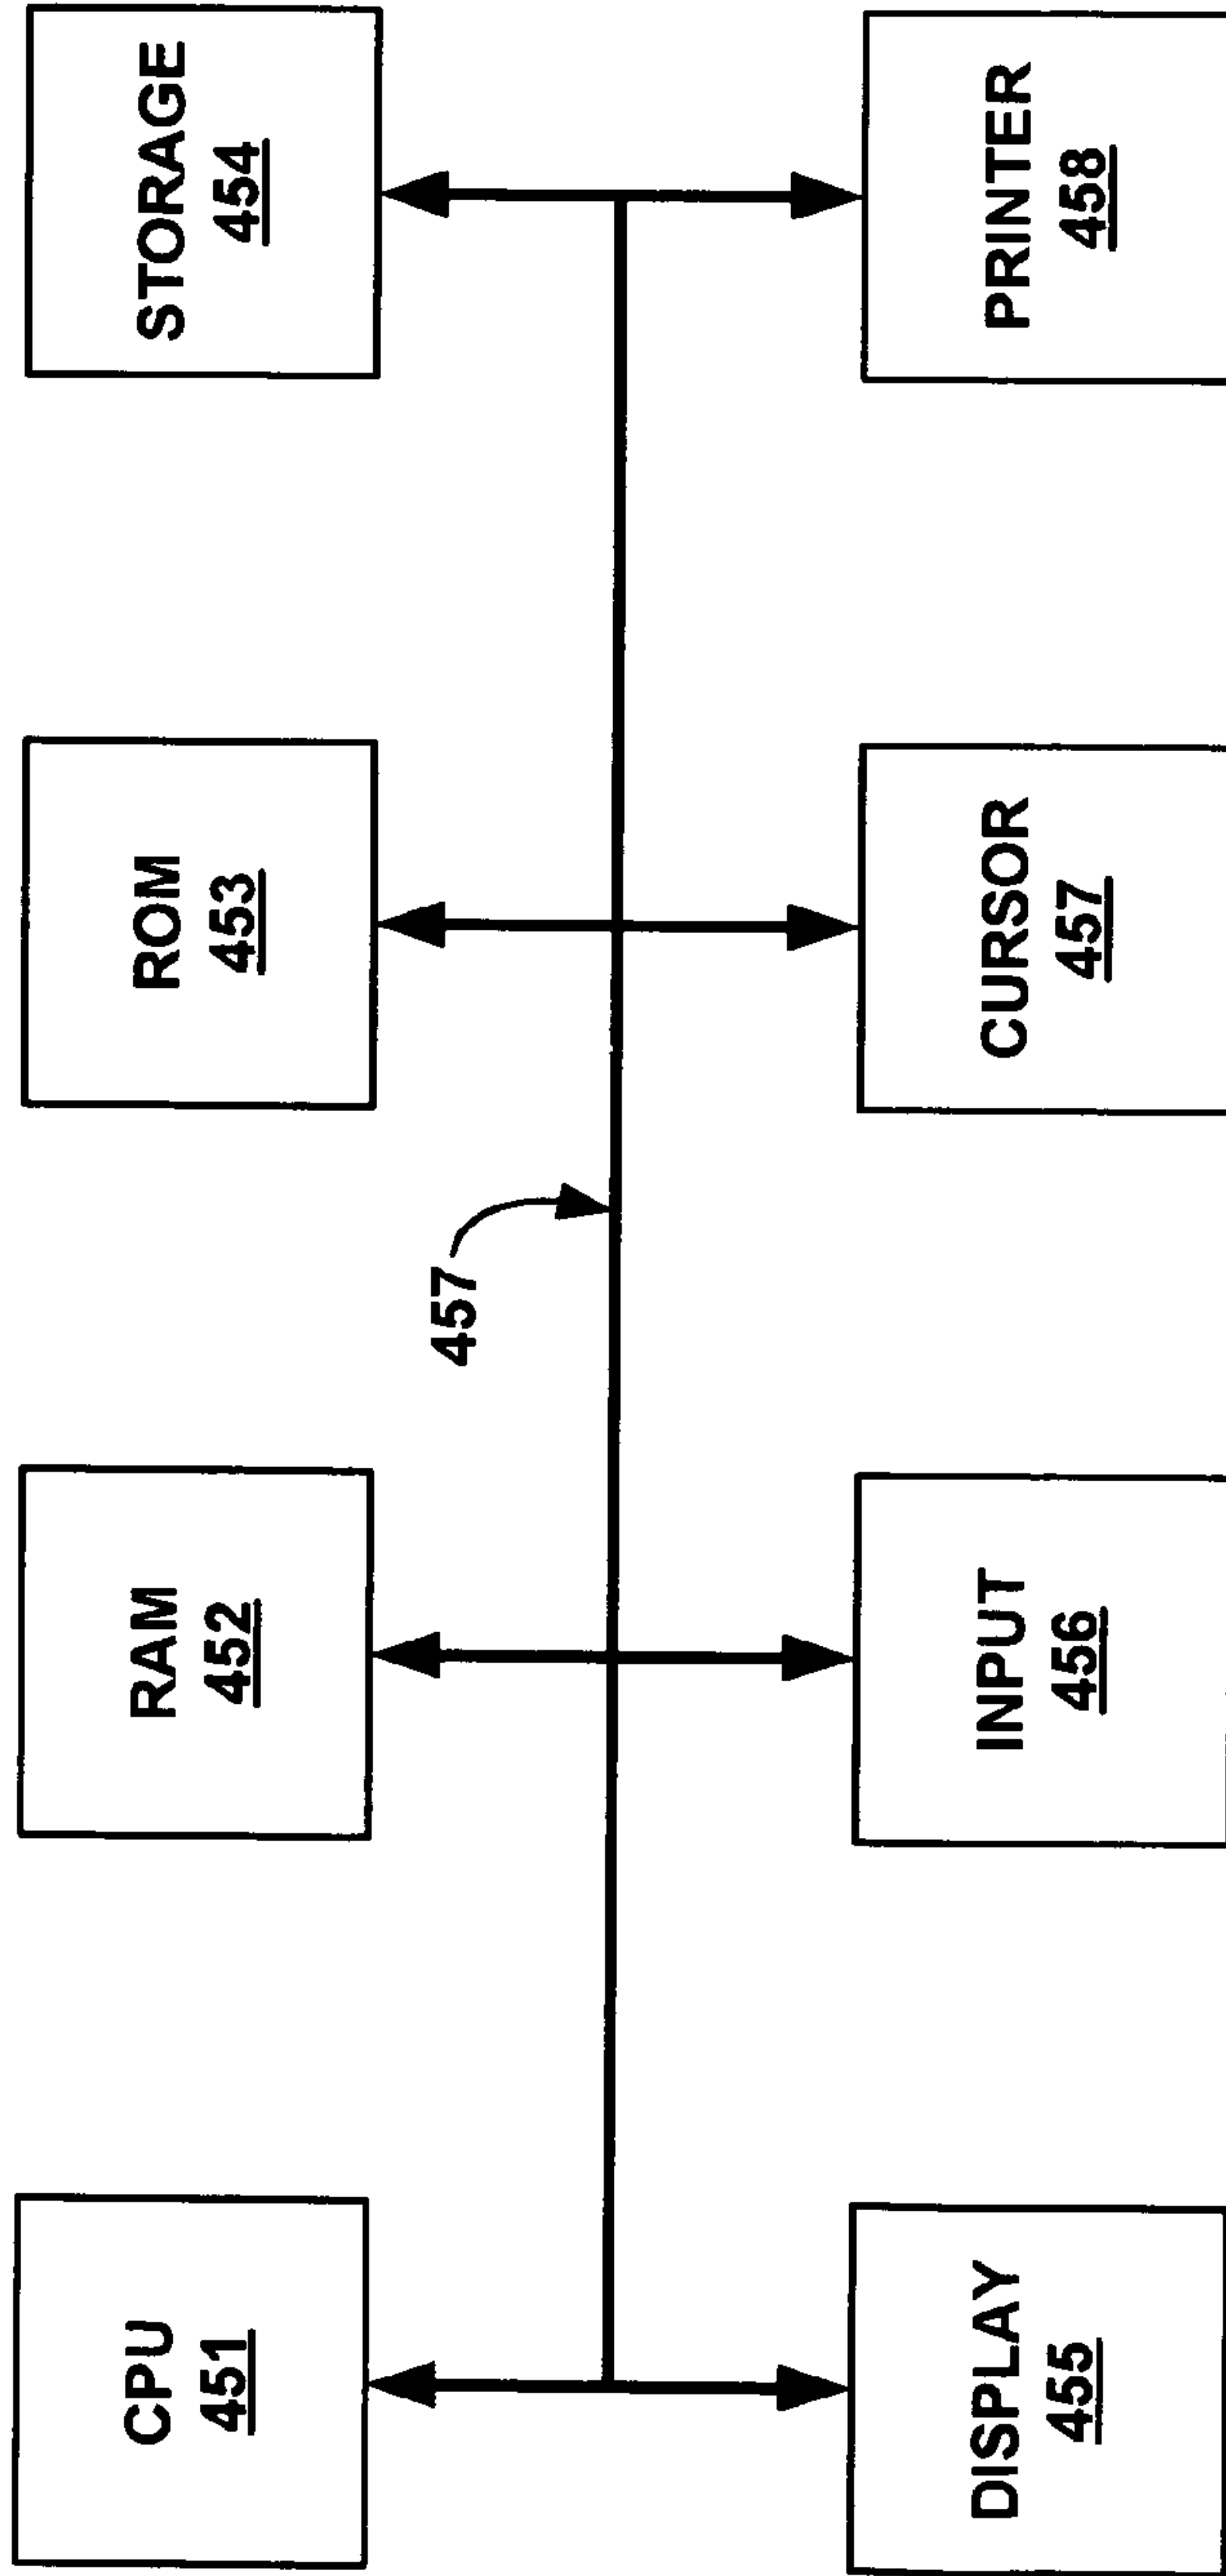 CPU
451
RAM
452
ROM
453
STORAGE
454
457
DISPLAY
455
INPUT
456
CURSOR
457
PRINTER
458